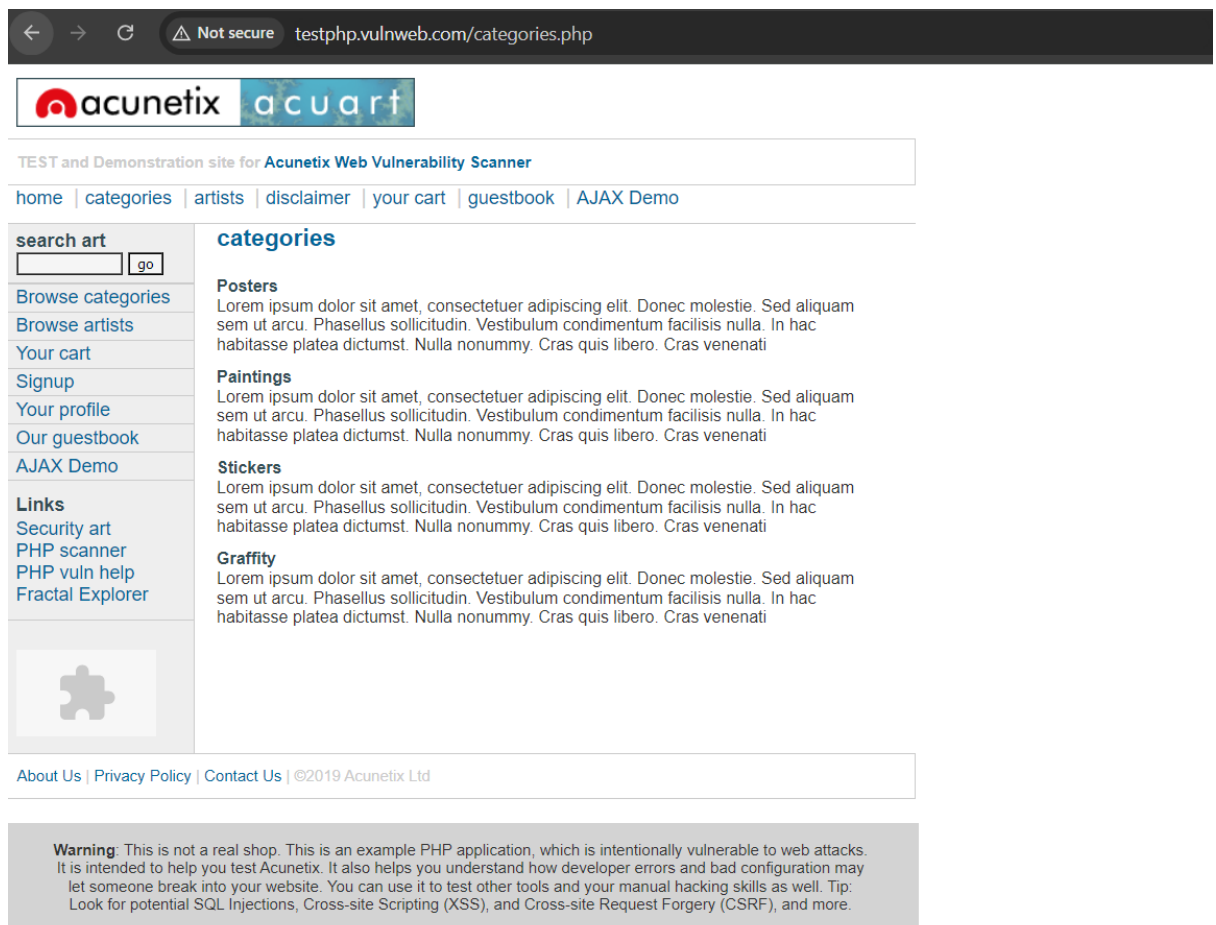 Not secure testphp.vulnweb.com/categories.php
acunetix acuart
TEST and Demonstration site for Acunetix Web Vulnerability Scanner
home | categories | artists | disclaimer | your cart | guestbook | AJAX Demo
search art
go
Browse categories
Browse artists
Your cart
Signup
Your profile
Our guestbook
AJAX Demo
Links
Security art
PHP scanner
PHP vuln help
Fractal Explorer
categories
Posters
Lorem ipsum dolor sit amet, consectetuer adipiscing elit. Donec molestie. Sed aliquam
sem ut arcu. Phasellus sollicitudin. Vestibulum condimentum facilisis nulla. In hac
habitasse platea dictumst. Nulla nonummy. Cras quis libero. Cras venenati
Paintings
Lorem ipsum dolor sit amet, consectetuer adipiscing elit. Donec molestie. Sed aliquam
sem ut arcu. Phasellus sollicitudin. Vestibulum condimentum facilisis nulla. In hac
habitasse platea dictumst. Nulla nonummy. Cras quis libero. Cras venenati
Stickers
Lorem ipsum dolor sit amet, consectetuer adipiscing elit. Donec molestie. Sed aliquam
sem ut arcu. Phasellus sollicitudin. Vestibulum condimentum facilisis nulla. In hac
habitasse platea dictumst. Nulla nonummy. Cras quis libero. Cras venenati
Graffity
Lorem ipsum dolor sit amet, consectetuer adipiscing elit. Donec molestie. Sed aliquam
sem ut arcu. Phasellus sollicitudin. Vestibulum condimentum facilisis nulla. In hac
habitasse platea dictumst. Nulla nonummy. Cras quis libero. Cras venenati
About Us | Privacy Policy | Contact Us | ©2019 Acunetix Ltd
Warning: This is not a real shop. This is an example PHP application, which is intentionally vulnerable to web attacks.
It is intended to help you test Acunetix. It also helps you understand how developer errors and bad configuration may
let someone break into your website. You can use it to test other tools and your manual hacking skills as well. Tip:
Look for potential SQL Injections, Cross-site Scripting (XSS), and Cross-site Request Forgery (CSRF), and more.